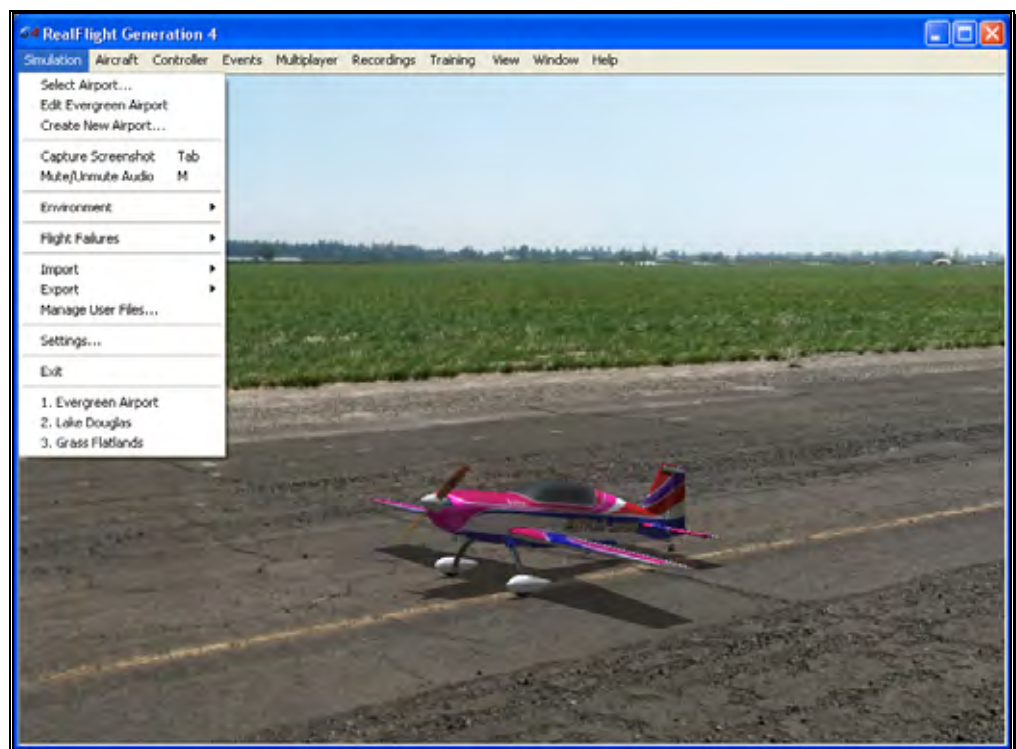 RealFlight Generation 4
Simulation Aircraft Controller Events Multiplayer Recordings Training View Window Help
Select Airport...
Edit Evergreen Airport
Create New Airport...
Capture Screenshot Tab
Mute/Unmute Audio M
Environment
Flight Failures
Import
Export
Manage User Files...
Settings...
Exit
1. Evergreen Airport
2. Lake Douglas
3. Grass Flatlands